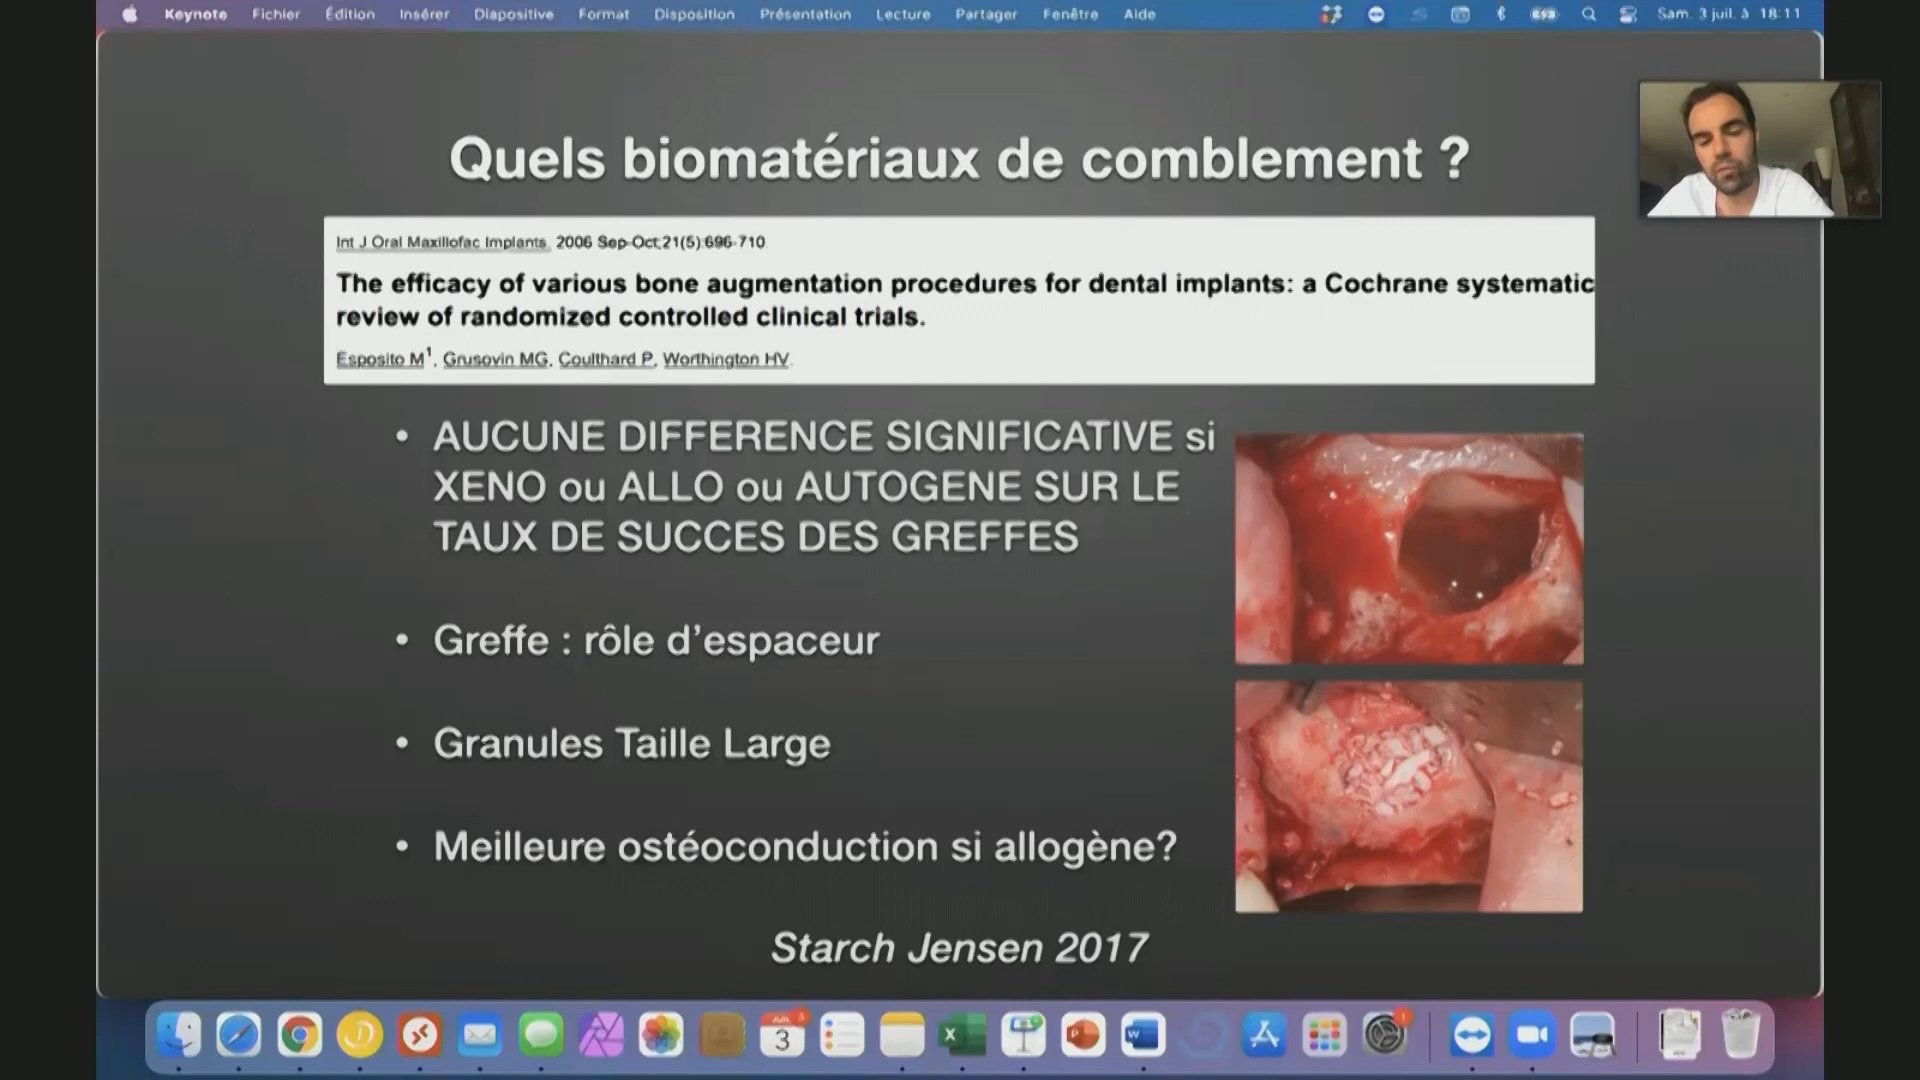 Keynote Fichier Édition Insérer Diapositive Format Disposition Présentation Lecture Partager Fenêtre Aide Sam. 3 juil. à 18:11
Quels biomatériaux de comblement ?
Int J Oral Maxillofac Implants. 2006 Sep-Oct;21(5):696-710.
The efficacy of various bone augmentation procedures for dental implants: a Cochrane systematic
review of randomized controlled clinical trials.
Esposito M1, Grusovin MG, Coulthard P, Worthington HV.
• AUCUNE DIFFERENCE SIGNIFICATIVE si
XENO ou ALLO ou AUTOGENE SUR LE
TAUX DE SUCCES DES GREFFES
• Greffe : rôle d’espaceur
• Granules Taille Large
• Meilleure ostéoconduction si allogène?
Starch Jensen 2017
3